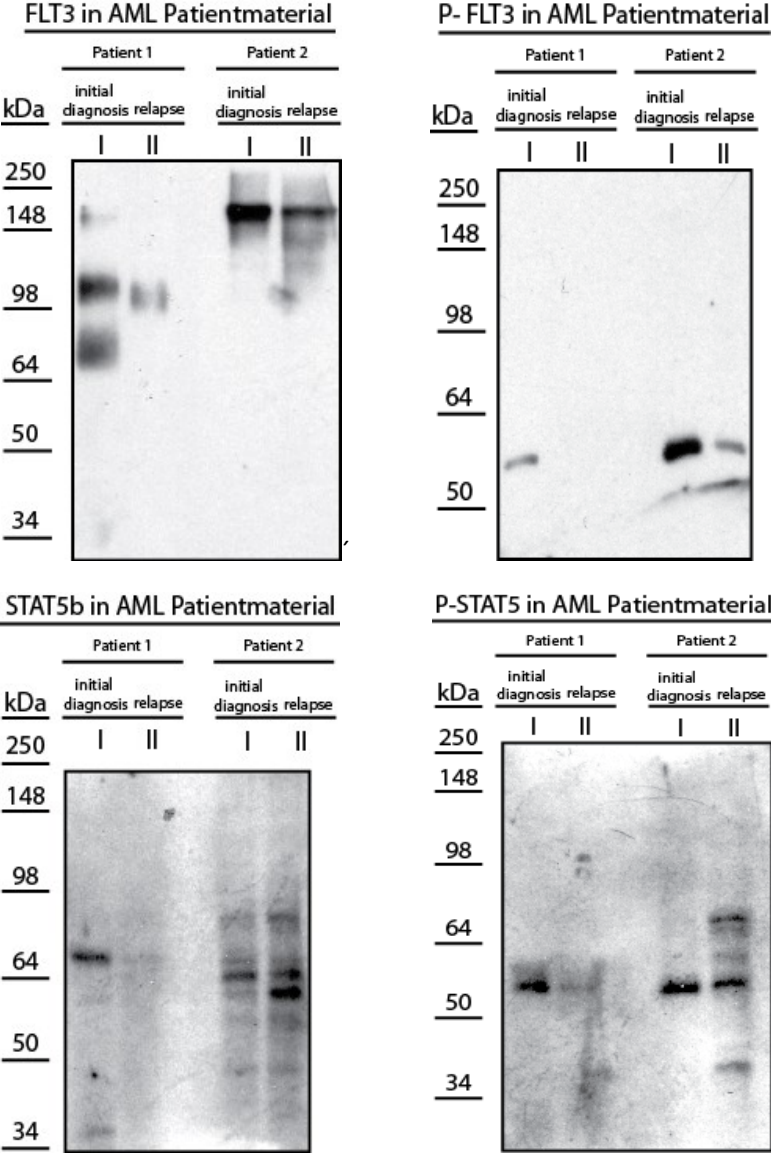 FLT3 in AML Patientmaterial
Patient 1 Patient 2
initial
diagnosis relapse
initial
diagnosis relapse
kDa
I II I II
250
148
98
64
50
34
P- FLT3 in AML Patientmaterial
Patient 1 Patient 2
initial
diagnosis relapse
initial
diagnosis relapse
kDa
I II I II
250
148
98
64
50
STAT5b in AML Patientmaterial
Patient 1 Patient 2
initial
diagnosis relapse
initial
diagnosis relapse
kDa
I II I II
250
148
98
64
50
34
P-STAT5 in AML Patientmaterial
Patient 1 Patient 2
initial
diagnosis relapse
initial
diagnosis relapse
kDa
I II I II
250
148
98
64
50
34